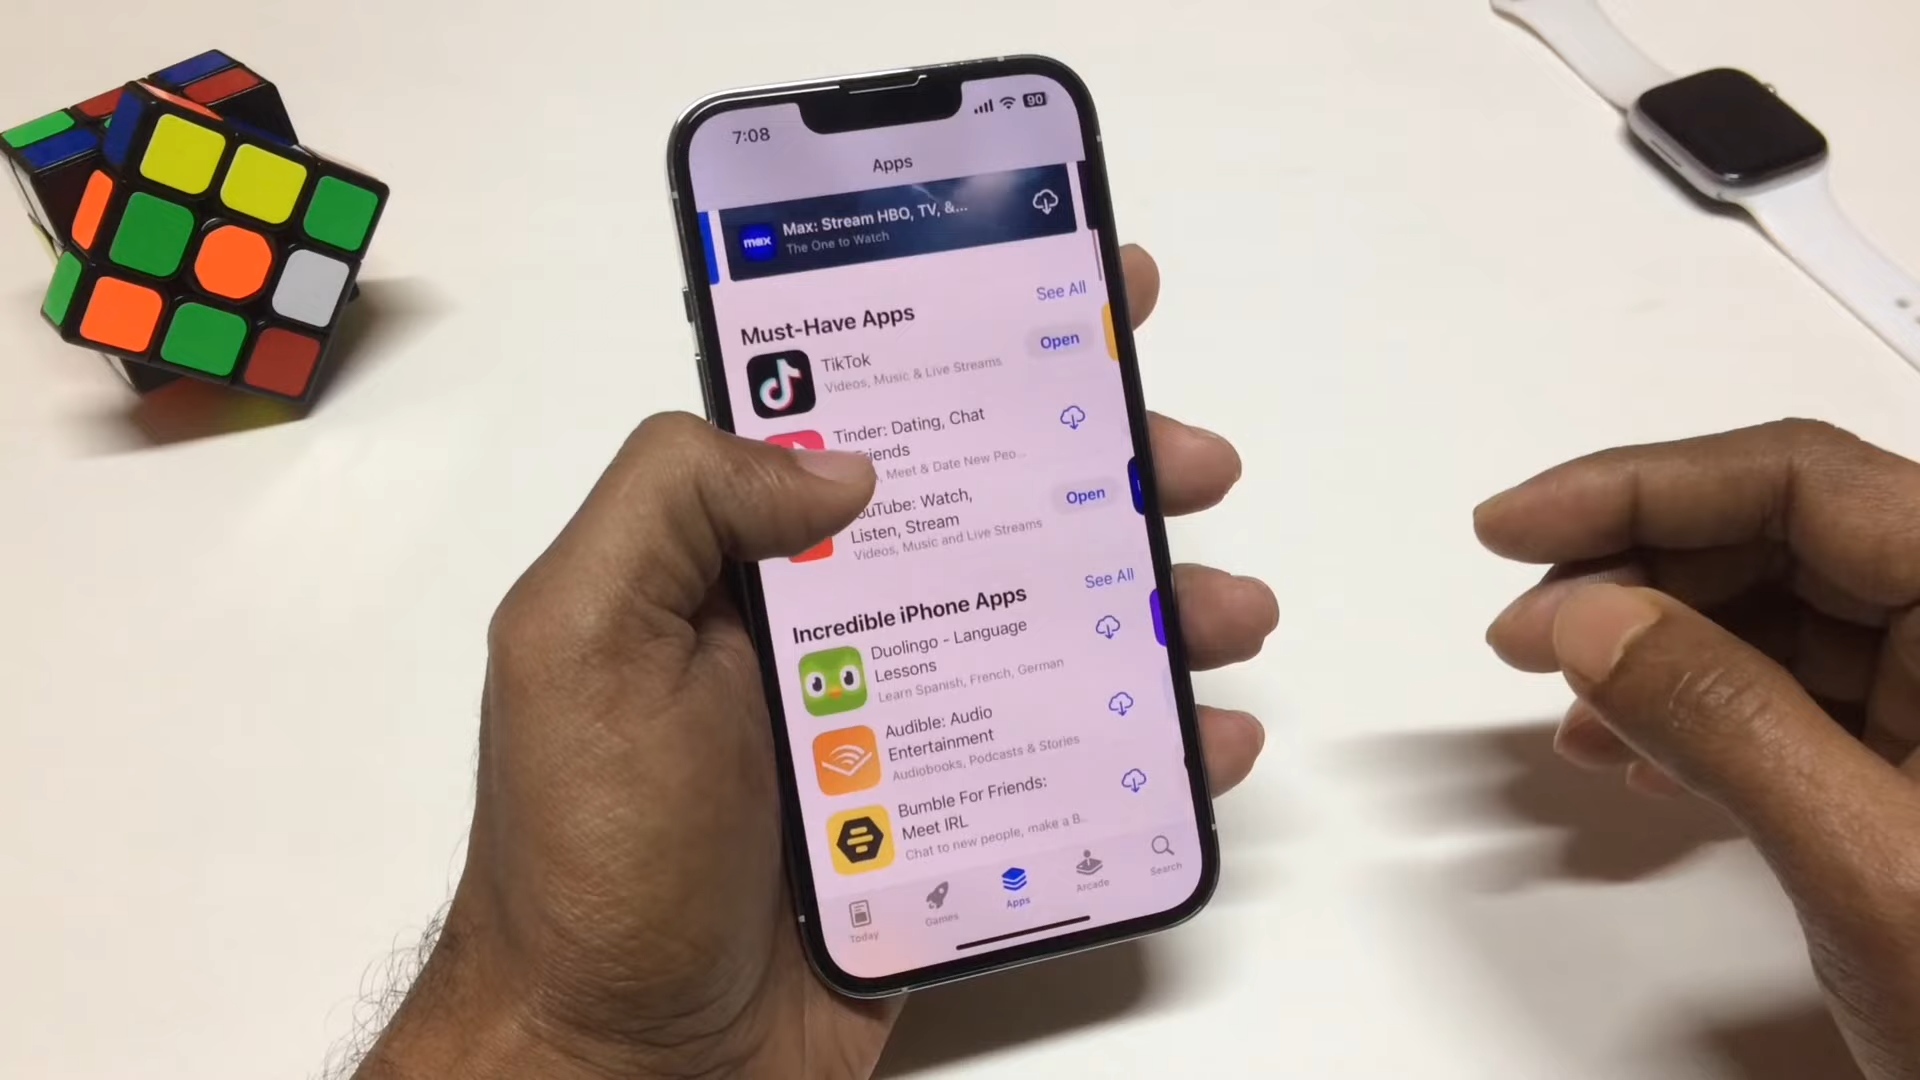 7:08
90
Apps
max
Max: Stream HBO, TV, &...
The One to Watch
Must-Have Apps
See All
TikTok
Videos, Music & Live Streams
Open
Tinder: Dating, Chat
Meet & Date New Peo...
Watch,
Listen, Stream
Videos, Music and Live Streams
Open
Incredible iPhone Apps
See All
Duolingo - Language
Lessons
Learn Spanish, French, German
Audible: Audio
Entertainment
Audiobooks, Podcasts & Stories
Bumble For Friends:
Meet IRL
Chat to new people, make a B...
Today
Games
Apps
Arcade
Search